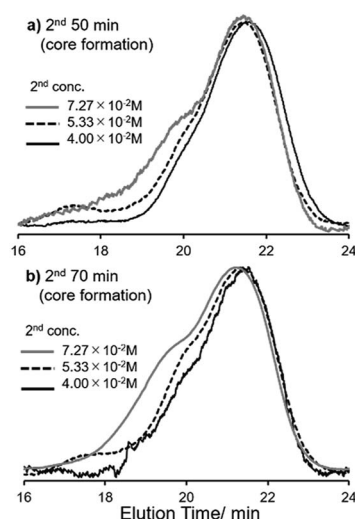 a) 2nd 50 min
(core formation)
2nd conc.
7.27×10-2M
5.33×10-2M
4.00×10-2M
16 18 20 22 24
b) 2nd 70 min
(core formation)
2nd conc.
7.27×10-2M
5.33×10-2M
4.00×10-2M
16 18 20 22 24
Elution Time/ min